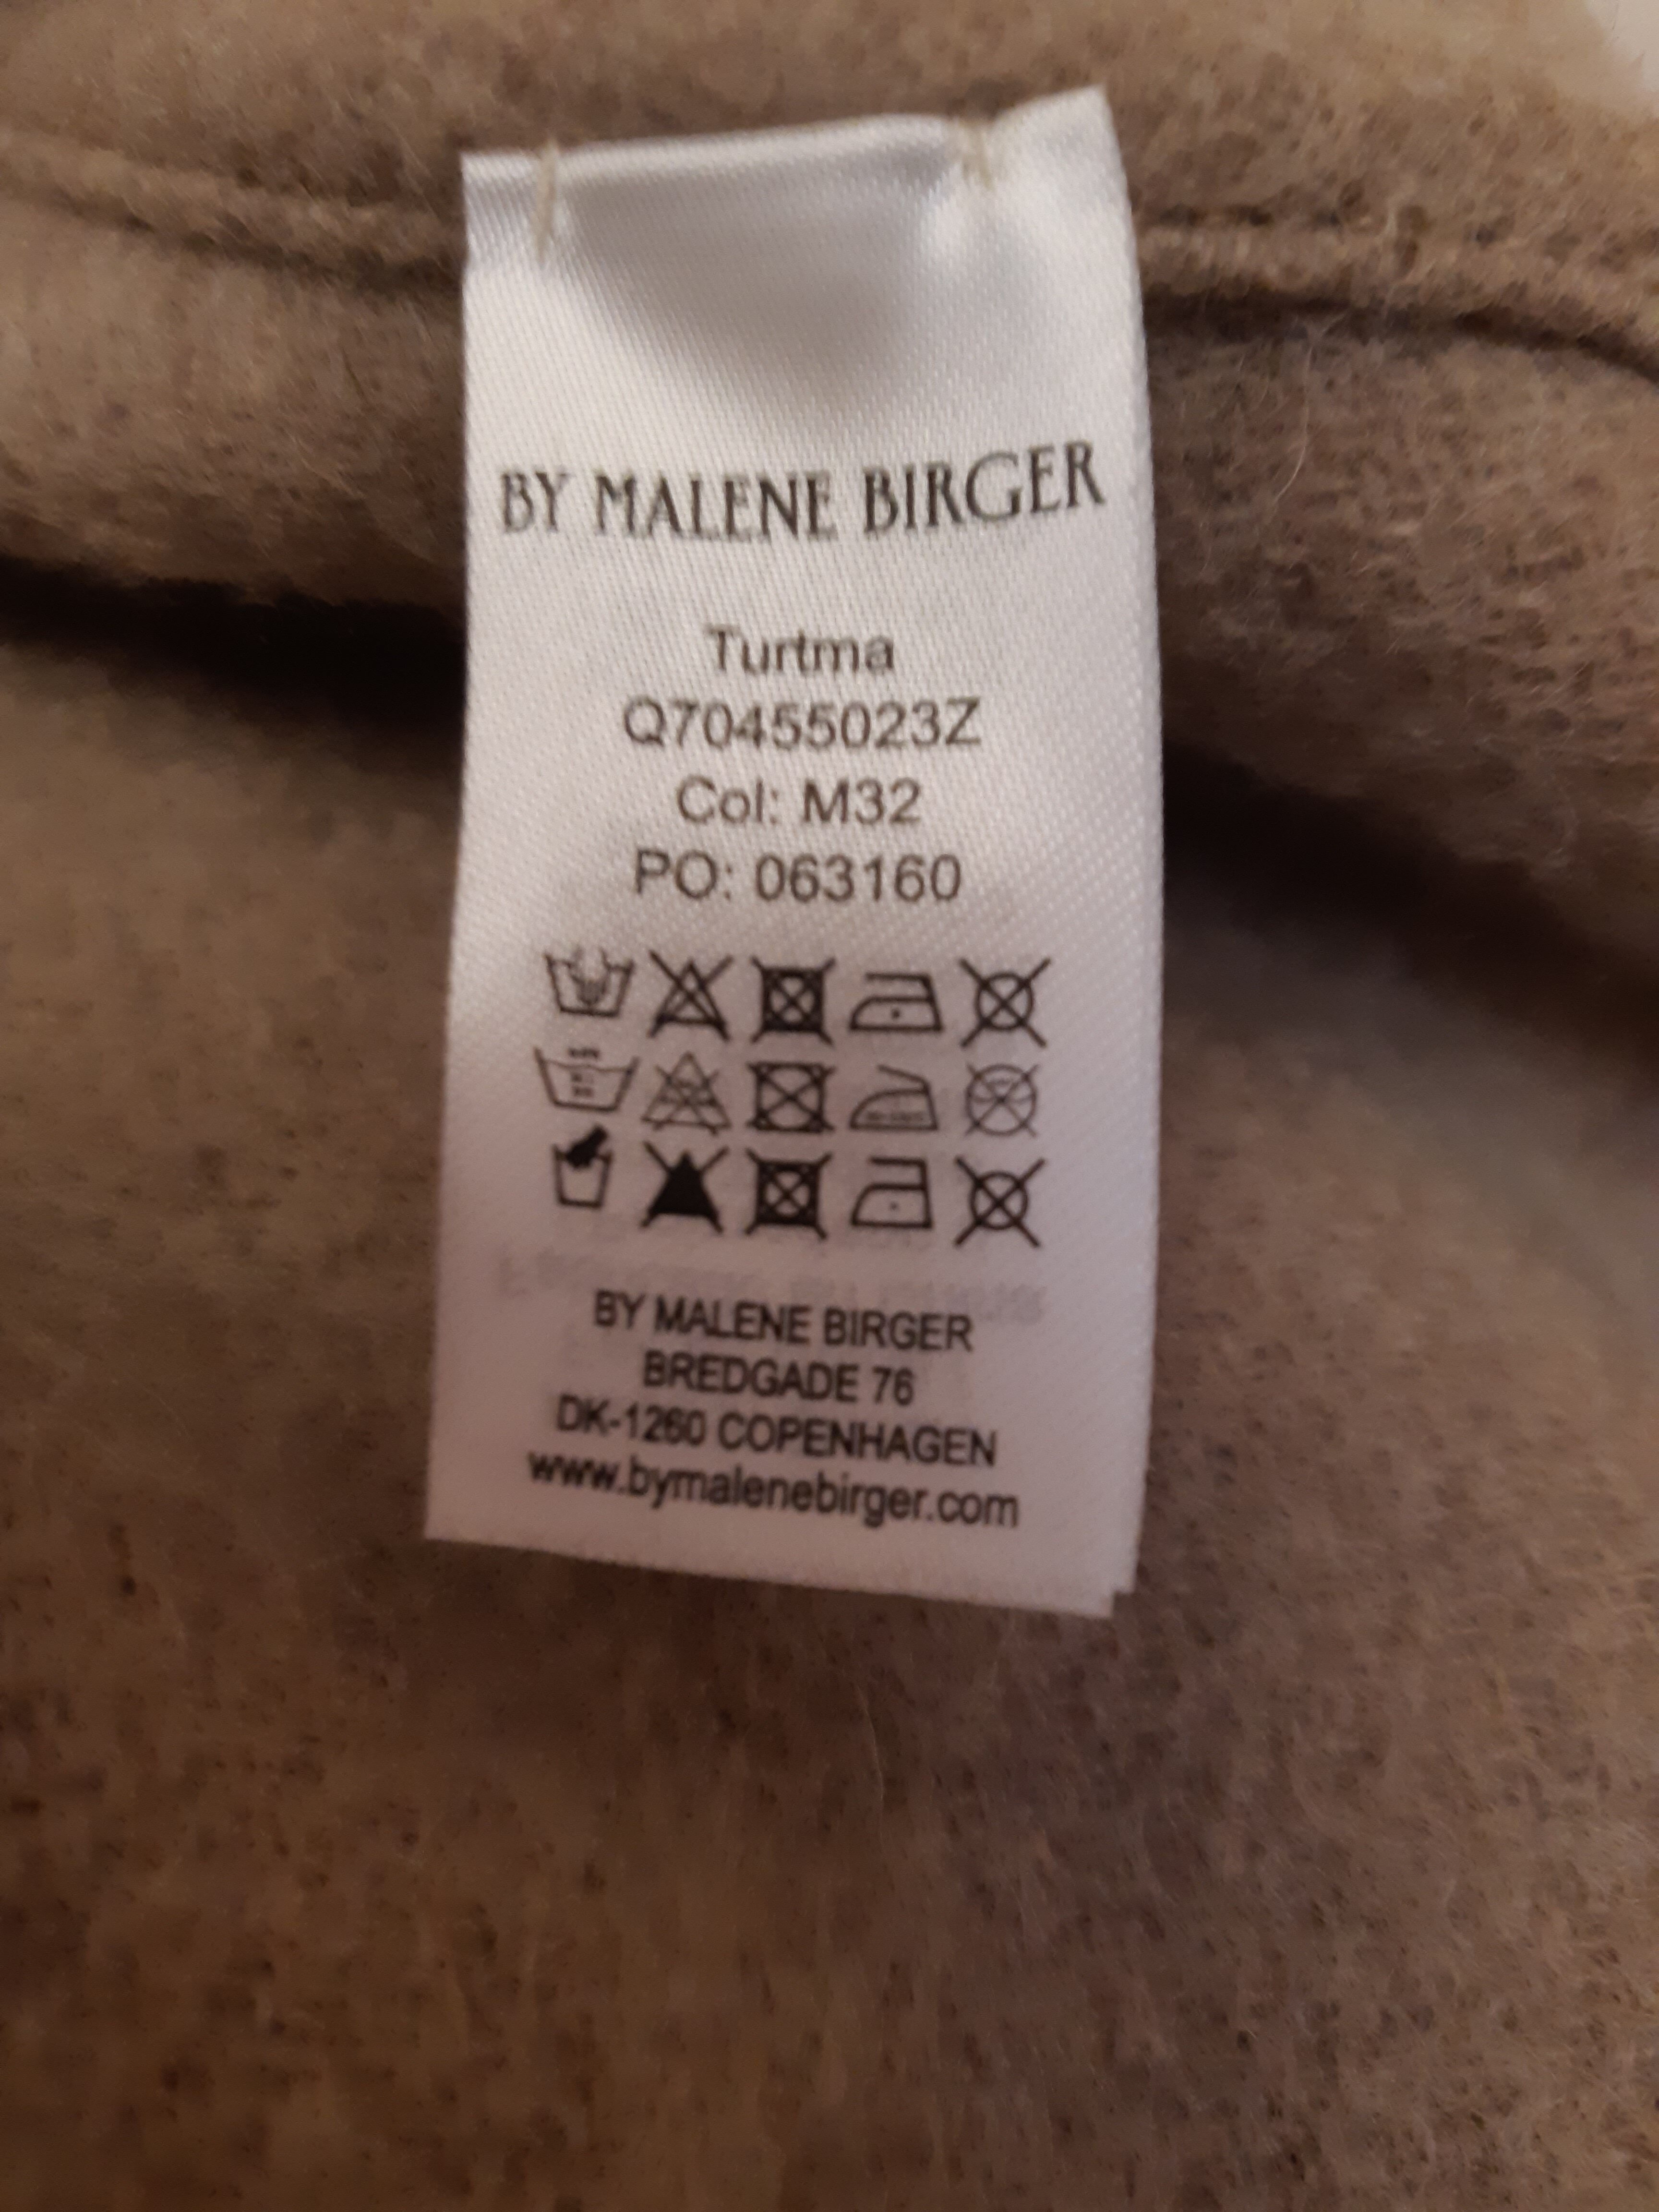 BY MALENE BIRGER
Turtma
Q70455023Z
Col: M32
PO: 063160
BY MALENE BIRGER
BREDGADE 76
DK-1260 COPENHAGEN
www.bymalenebirger.com